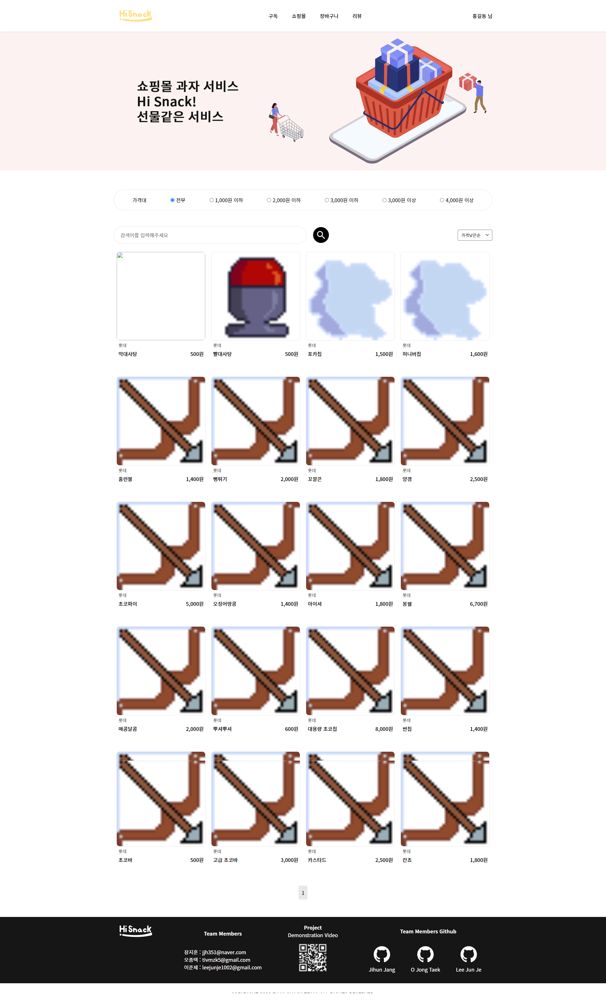 Hi Snack
구독 쇼핑몰 장바구니 리뷰 홍길동 님
쇼핑몰 과자 서비스
Hi Snack!
선물같은 서비스
가격대 전부 1,000원 이하 2,000원 이하 3,000원 이하 3,000원 이상 4,000원 이상
검색어를 입력해주세요 가격낮은순
롯데 롯데 롯데 롯데
막대사탕 500원 빨대사탕 500원 포카칩 1,500원 허니버칩 1,600원
롯데 롯데 롯데 롯데
홈런볼 1,400원 뻥튀기 2,000원 꼬깔콘 1,800원 양갱 2,500원
롯데 롯데 롯데 롯데
초코파이 5,000원 오징어땅콩 1,400원 아이셔 1,800원 몽쉘 6,700원
롯데 롯데 롯데 롯데
매콤달콤 2,000원 뿌셔뿌셔 600원 대용량 초코칩 8,000원 썬칩 1,400원
롯데 롯데 롯데 롯데
초코바 500원 고급 초코바 3,000원 카스타드 2,500원 칸쵸 1,800원
1
Hi Snack
Team Members
장지훈 : jjh351@naver.com
오종택 : tivmzk5@gmail.com
이준제 : leejunje1002@gmail.com
Project
Demonstration Video
Team Members Github
Jihun Jang O Jong Taek Lee Jun Je